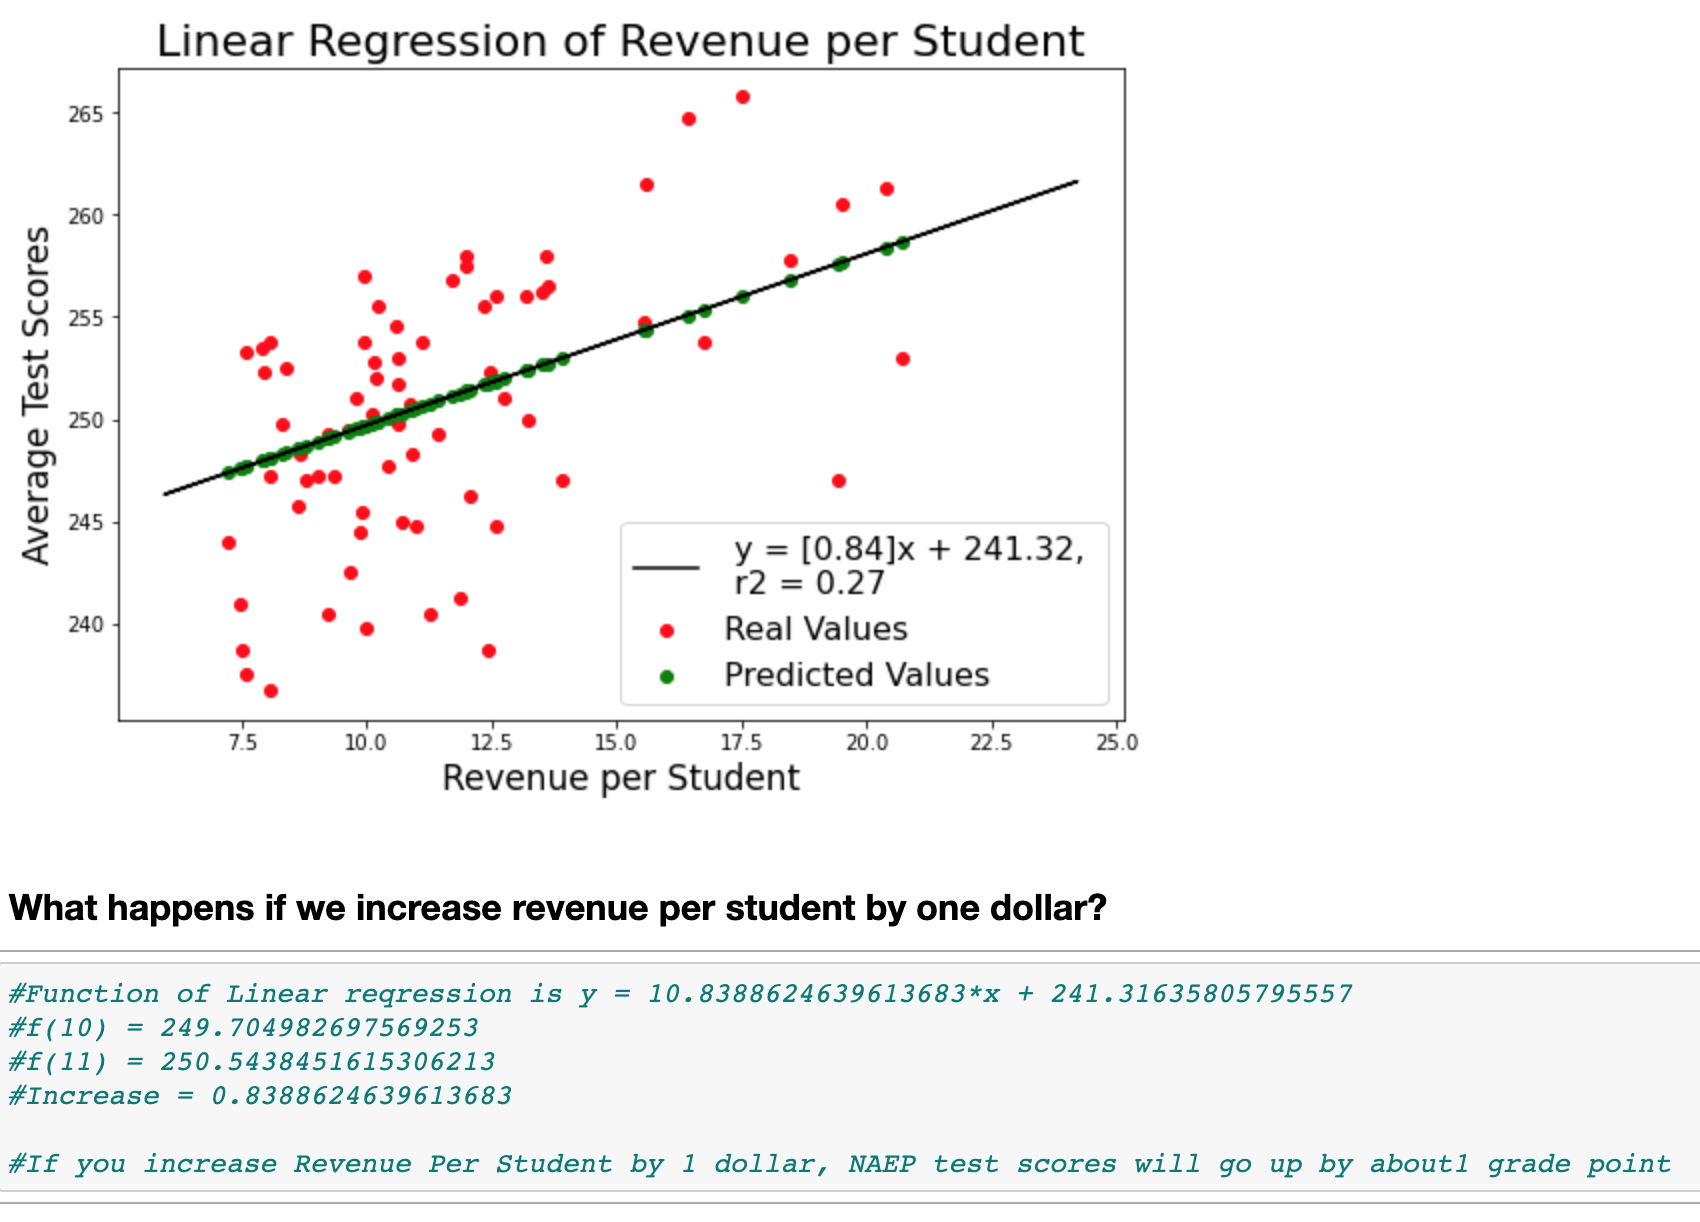 Linear Regression of Revenue per Student
265
260
255
250
245
240
Average Test Scores
y = [0.84]x + 241.32,
r2 = 0.27
Real Values
Predicted Values
7.5 10.0 12.5 15.0 17.5 20.0 22.5 25.0
Revenue per Student
What happens if we increase revenue per student by one dollar?
#Function of Linear reqression is y = 10.8388624639613683*x + 241.31635805795557
#f(10) = 249.704982697569253
#f(11) = 250.5438451615306213
#Increase = 0.8388624639613683
#If you increase Revenue Per Student by 1 dollar, NAEP test scores will go up by about1 grade point